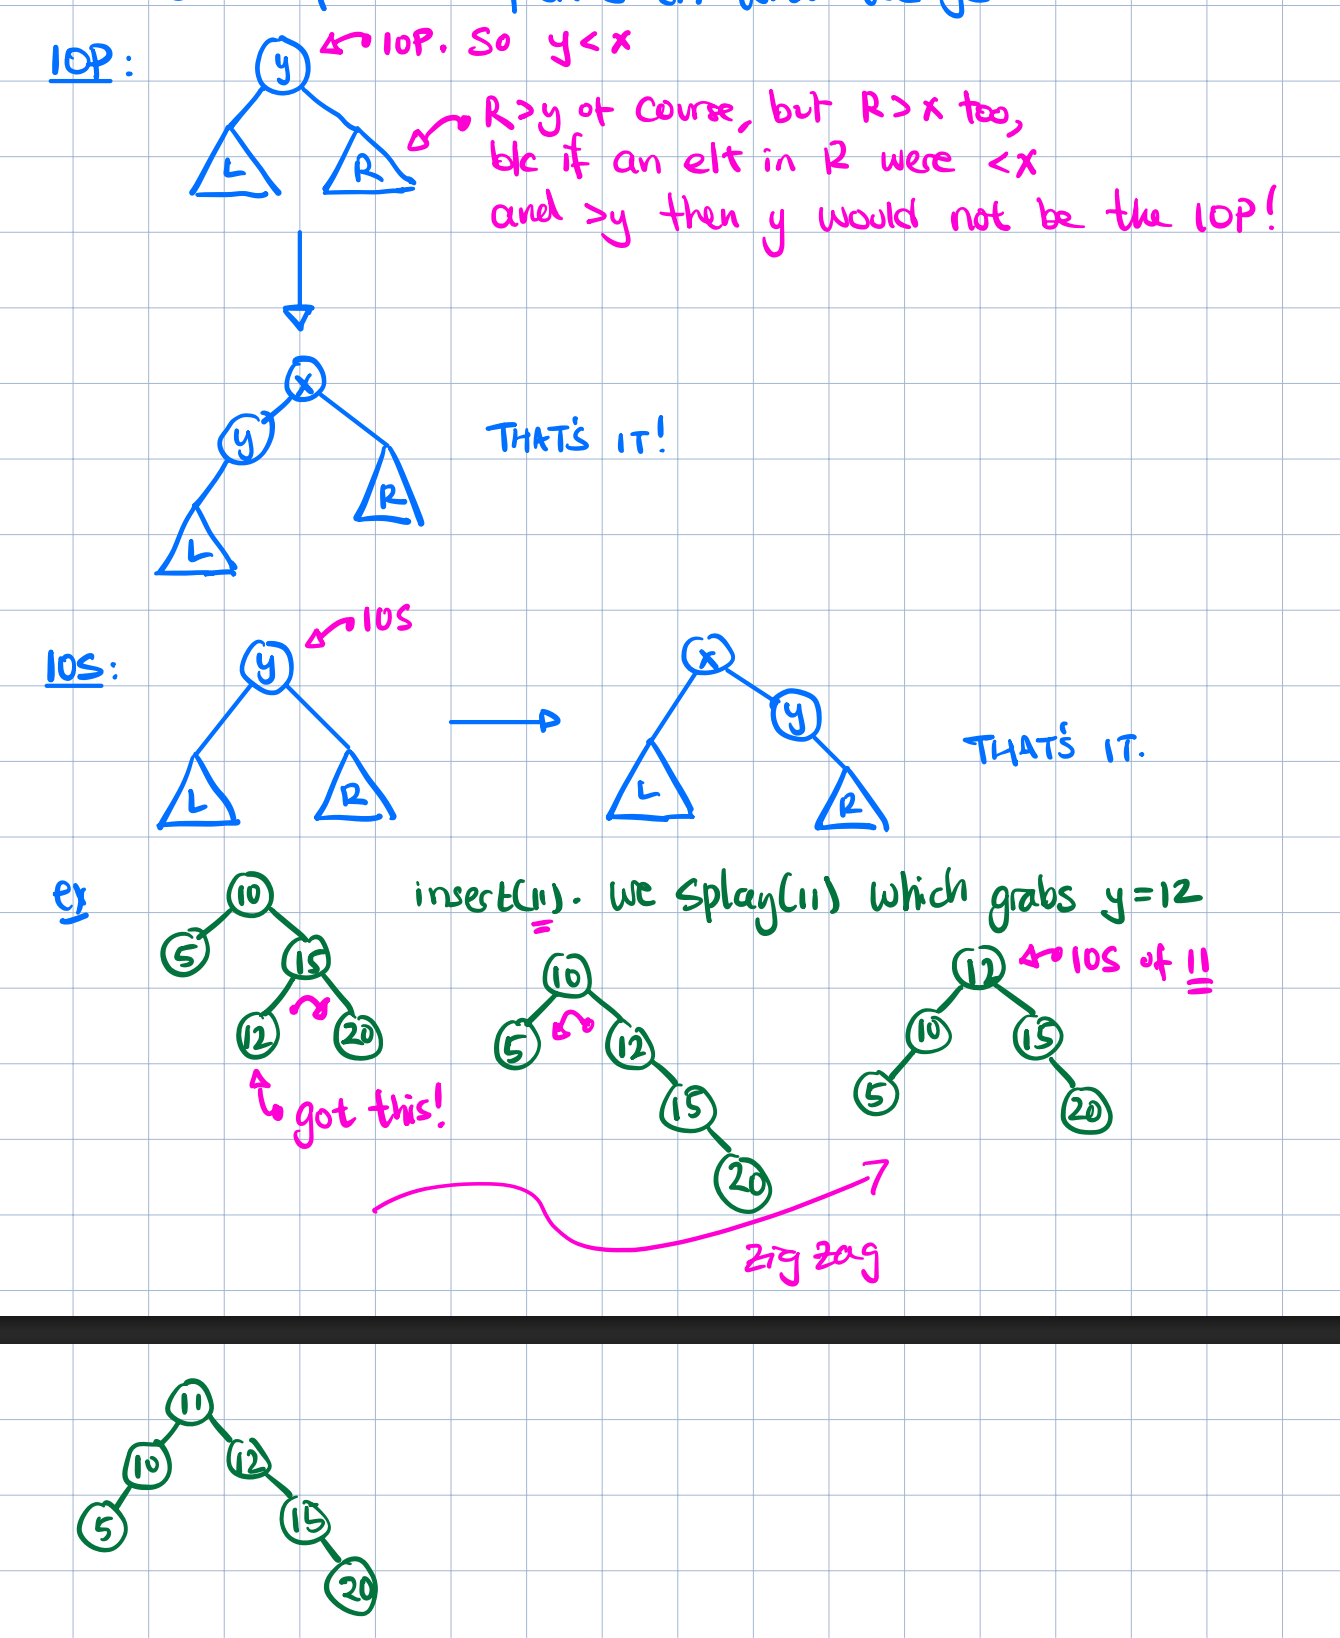 IOP:
y
IOP. So y<x
R>y of course, but R>x too,
b/c if an elt in R were <x
and >y then y would not be the IOP!
L
R
x
y
THAT'S IT!
R
L
IOS:
y
IOS
x
y
THAT'S IT.
L
R
L
R
ex
insert(11). We splay(11) which grabs y=12
10
5
15
12
20
got this!
10
5
12
15
20
12
IOS of 11
10
15
5
20
zig zag
11
10
12
5
15
20